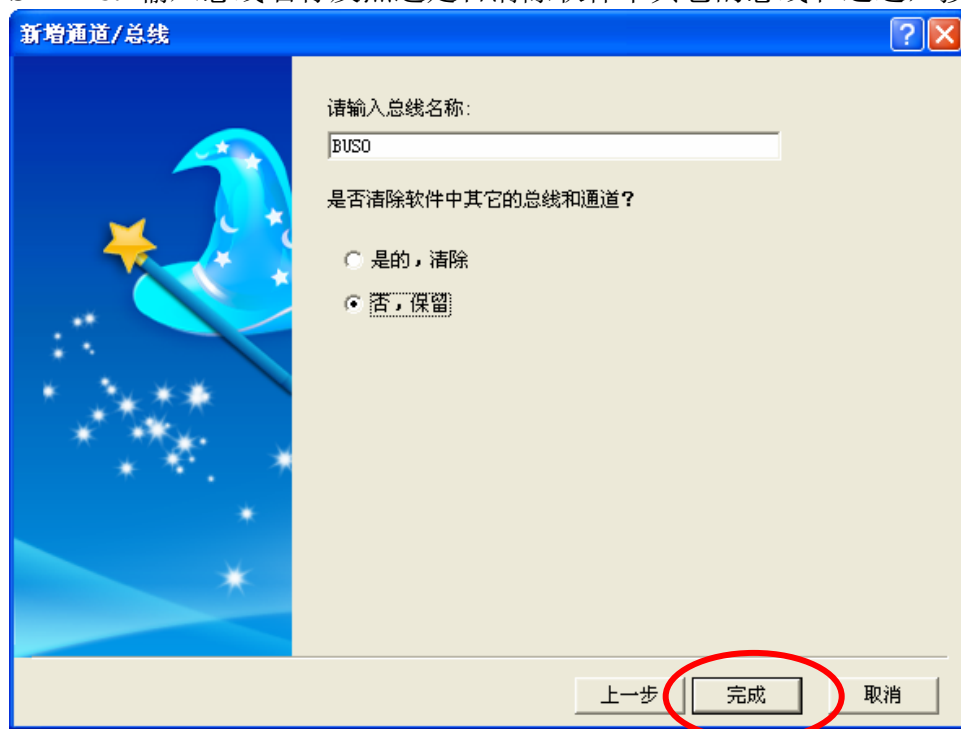 新增通道/总线
请输入总线名称:
BUS0
是否清除软件中其它的总线和通道?
是的，清除
否，保留
上一步 完成 取消